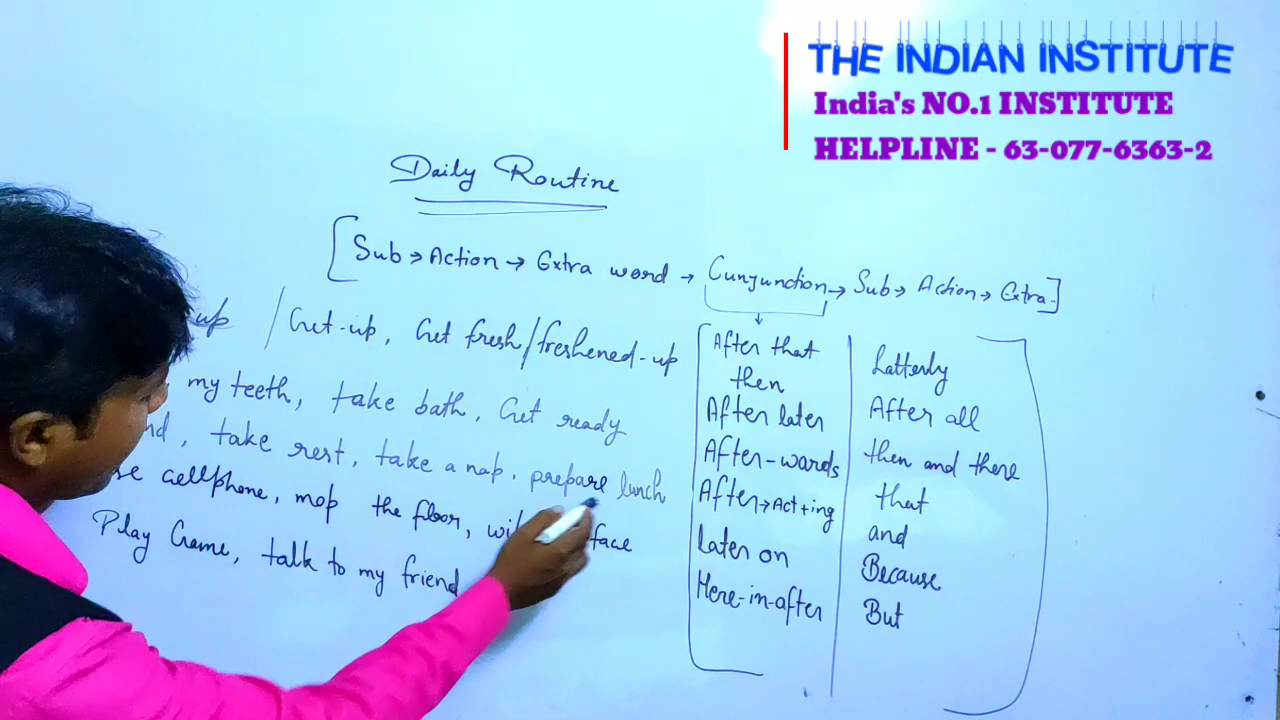 THE INDIAN INSTITUTE
India's NO.1 INSTITUTE
HELPLINE - 63-077-6363-2
Daily Routine
[Sub → Action → Extra word → Cunjunction → Sub → Action → Extra-]
up / Get-up, Get fresh/freshened-up
my teeth, take bath, Get ready
take rest, take a nap, prepare lunch
cellphone, mop the floor, face
Play Game, talk to my friend
After that
then
After later
After-words
After → Act + ing
Later on
Here-in-after
Latterly
After all
then and there
that
and
Because
But